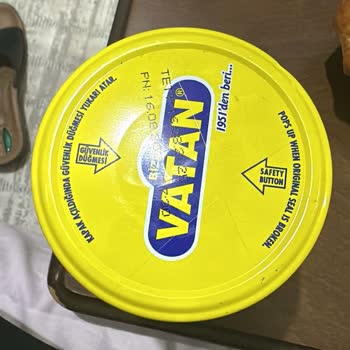 KAPAK AÇILDIĞINDA GÜVENLİK DÜĞMESİ YUKARI ATAR.
GÜVENLİK
DÜĞMESİ
VATAN®
1951'den beri...
SAFETY
BUTTON
POPS UP WHEN ORIGINAL SEAL IS BROKEN.